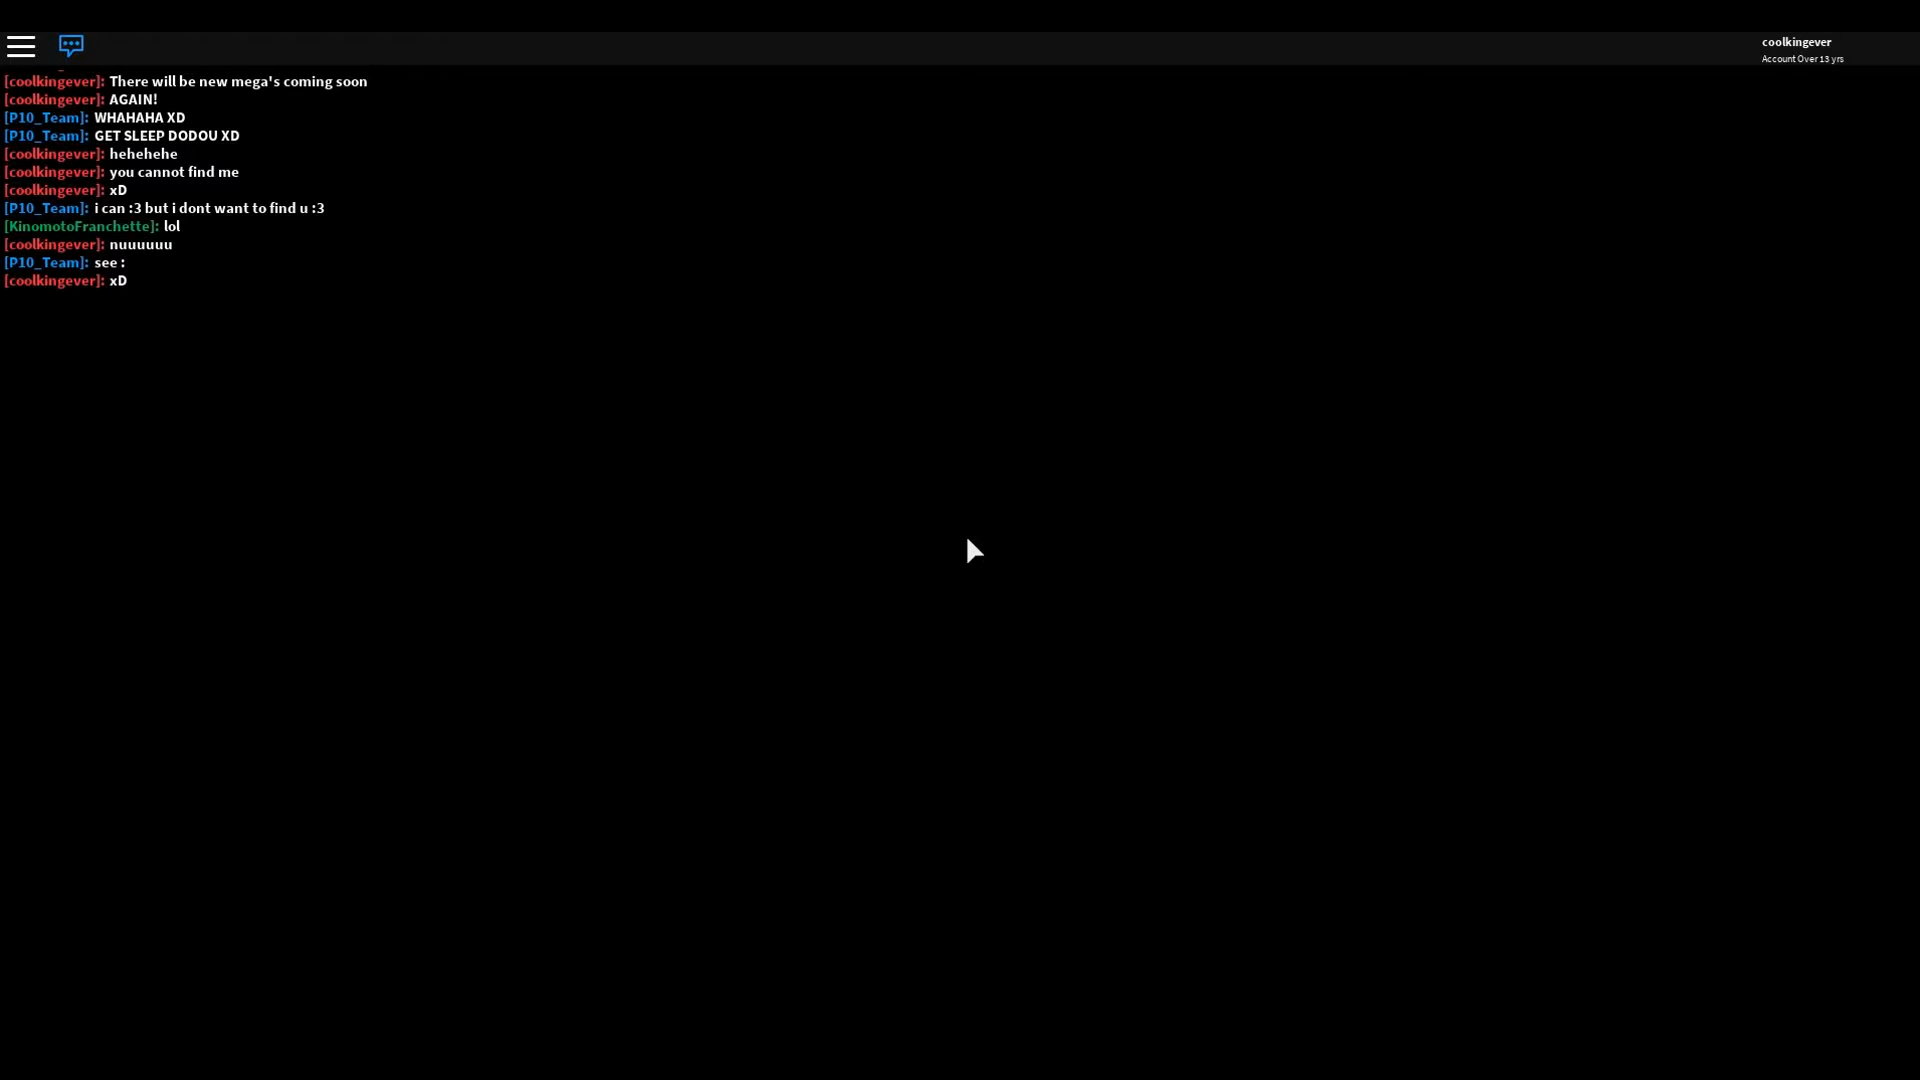 coolkingever
Account Over 13 yrs
[coolkingever]: There will be new mega's coming soon
[coolkingever]: AGAIN!
[P10_Team]: WHAHAHA XD
[P10_Team]: GET SLEEP DODOU XD
[coolkingever]: hehehehe
[coolkingever]: you cannot find me
[coolkingever]: xD
[P10_Team]: i can :3 but i dont want to find u :3
[KinomotoFranchette]: lol
[coolkingever]: nuuuuuu
[P10_Team]: see :
[coolkingever]: xD